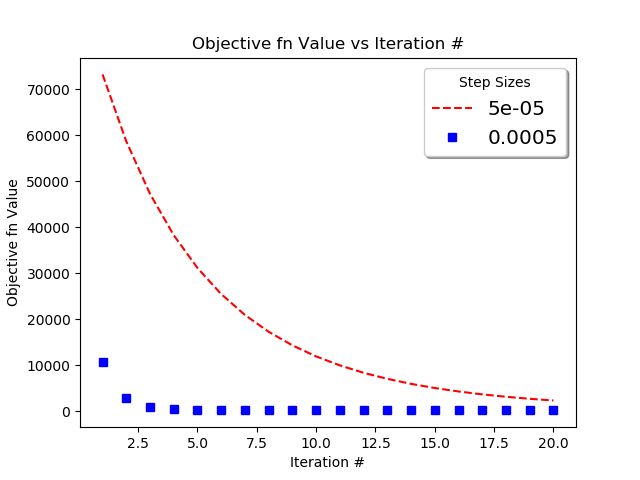 Objective fn Value vs Iteration #
Step Sizes
5e-05
0.0005
Objective fn Value
70000
60000
50000
40000
30000
20000
10000
0
2.5 5.0 7.5 10.0 12.5 15.0 17.5 20.0
Iteration #